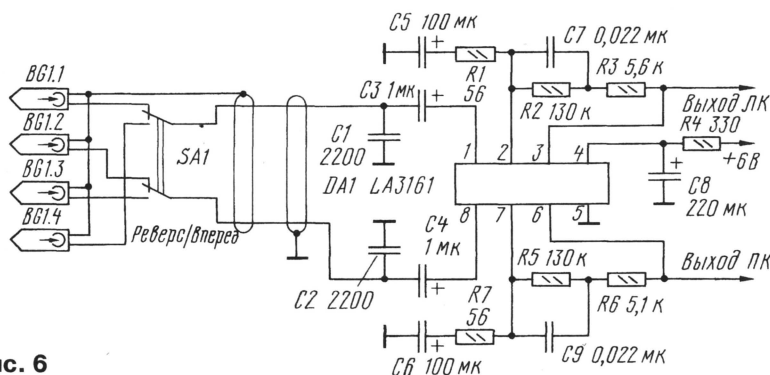 C5 100 мк
C7 0,022 мк
R1
56
R3 5,6 к
R2 130 к
Выход ЛК
R4 330
+6В
C8
220 мк
BG1.1
BG1.2
BG1.3
BG1.4
SA1
Реверс/Вперед
C3 1мк
C1
2200
DA1 LA3161
1 2 3 4
8 7 6 5
C4
1 мк
C2 2200
R7
56
R5 130 к
R6 5,1 к
Выход ПК
C6 100 мк
C9 0,022 мк
ис. 6